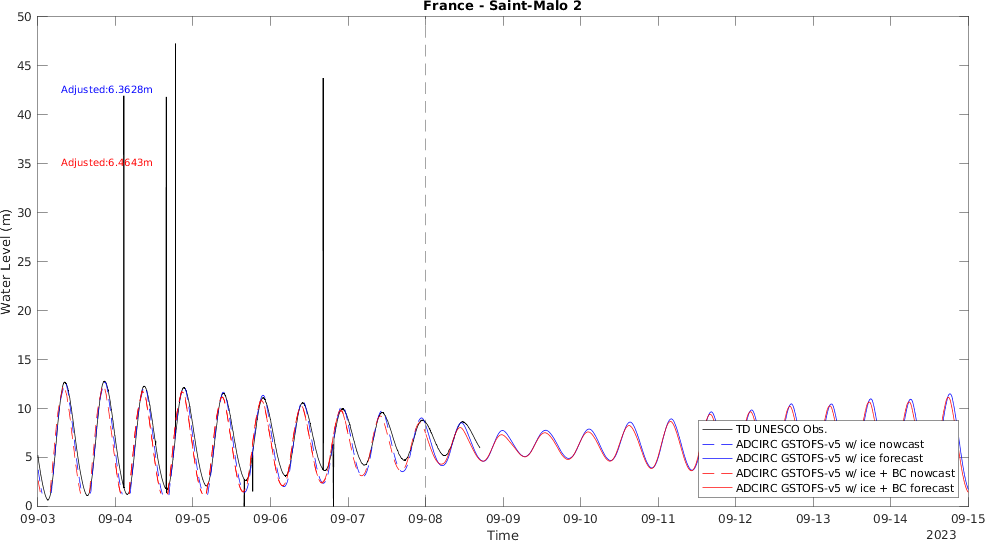 France - Saint-Malo 2
50
45
40
35
30
25
20
15
10
5
0
Water Level (m)
Adjusted:6.3628m
Adjusted:6.4643m
TD UNESCO Obs.
ADCIRC GSTOFS-v5 w/ ice nowcast
ADCIRC GSTOFS-v5 w/ ice forecast
ADCIRC GSTOFS-v5 w/ ice + BC nowcast
ADCIRC GSTOFS-v5 w/ ice + BC forecast
09-03 09-04 09-05 09-06 09-07 09-08 09-09 09-10 09-11 09-12 09-13 09-14 09-15
Time
2023